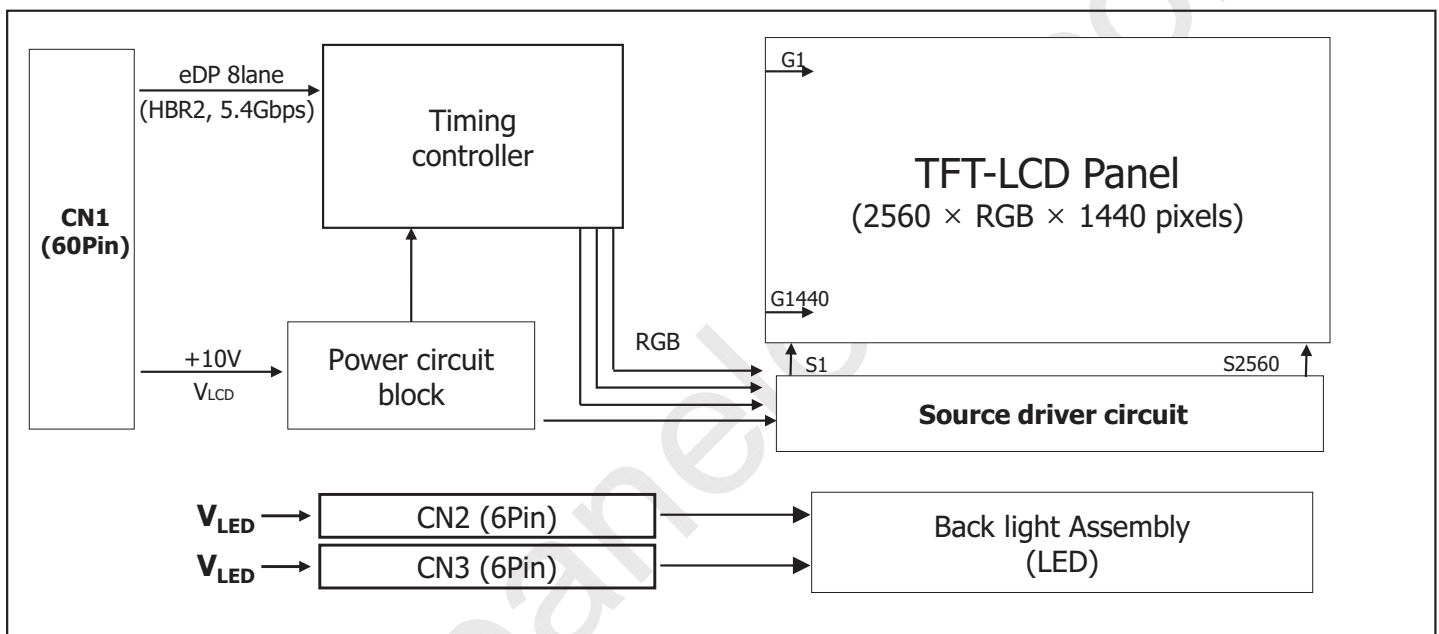 eDP 8lane
(HBR2, 5.4Gbps)
CN1
(60Pin)
+10V
VLCD
Timing
controller
Power circuit
block
RGB
G1
TFT-LCD Panel
(2560 × RGB × 1440 pixels)
G1440
S1
S2560
Source driver circuit
VLED
CN2 (6Pin)
VLED
CN3 (6Pin)
Back light Assembly
(LED)